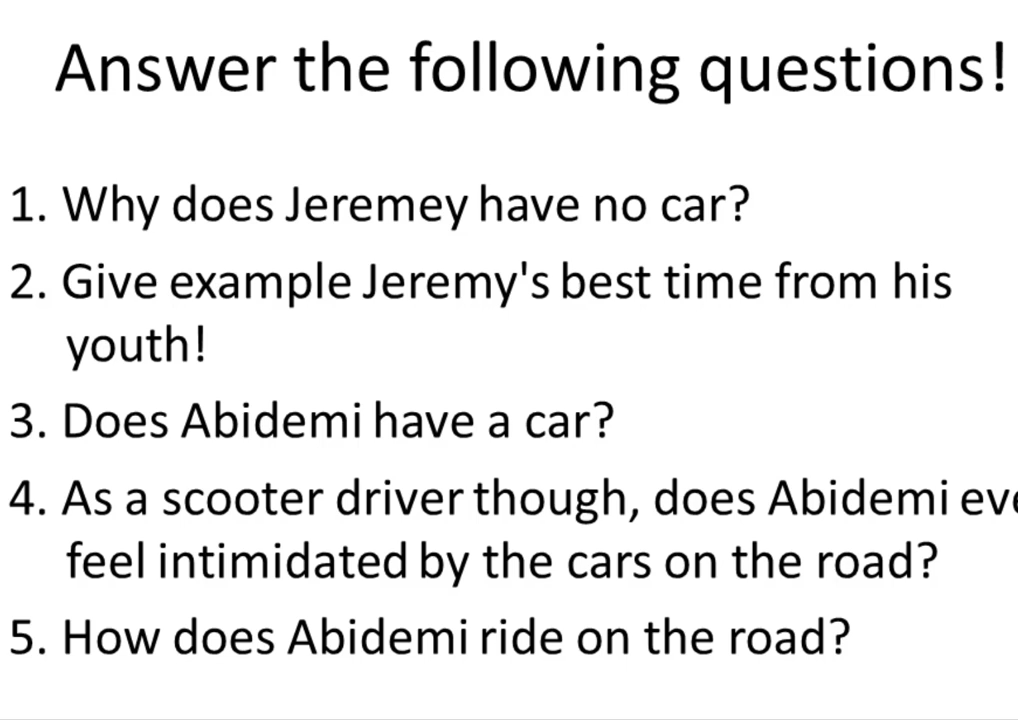 Answer the following questions!
1. Why does Jeremey have no car?
2. Give example Jeremy's best time from his
youth!
3. Does Abidemi have a car?
4. As a scooter driver though, does Abidemi eve
feel intimidated by the cars on the road?
5. How does Abidemi ride on the road?